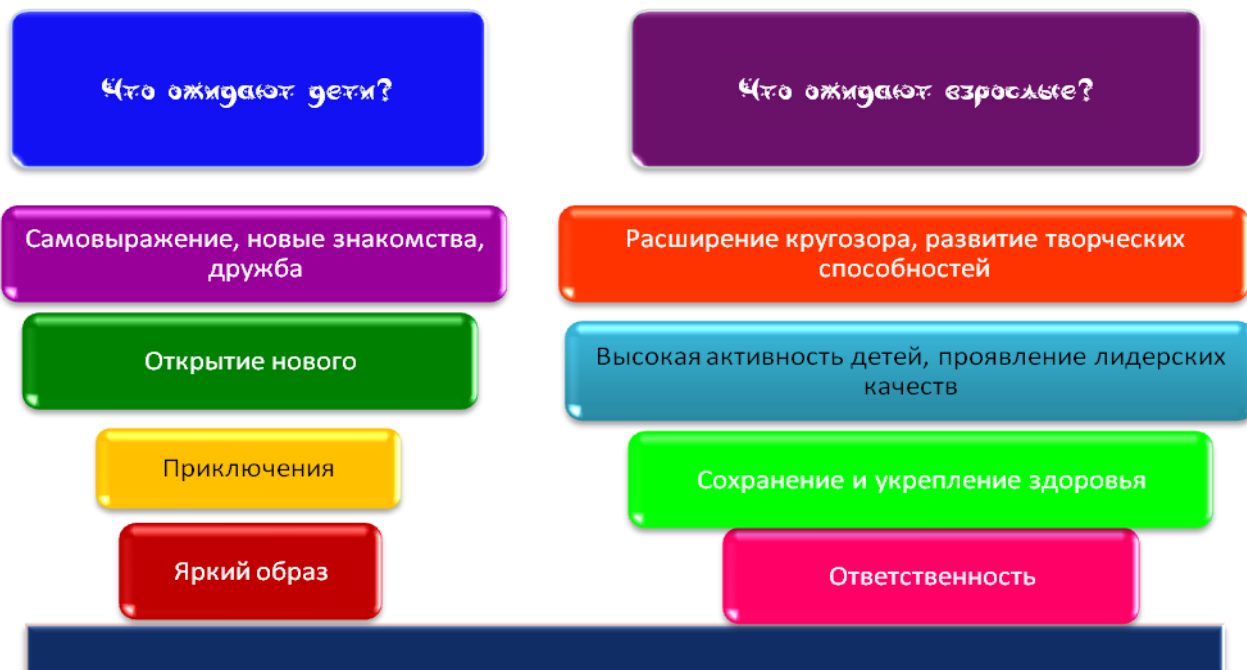 Что ожидают дети?
Самовыражение, новые знакомства,
дружба
Открытие нового
Приключения
Яркий образ
Что ожидают взрослые?
Расширение кругозора, развитие творческих
способностей
Высокая активность детей, проявление лидерских
качеств
Сохранение и укрепление здоровья
Ответственность